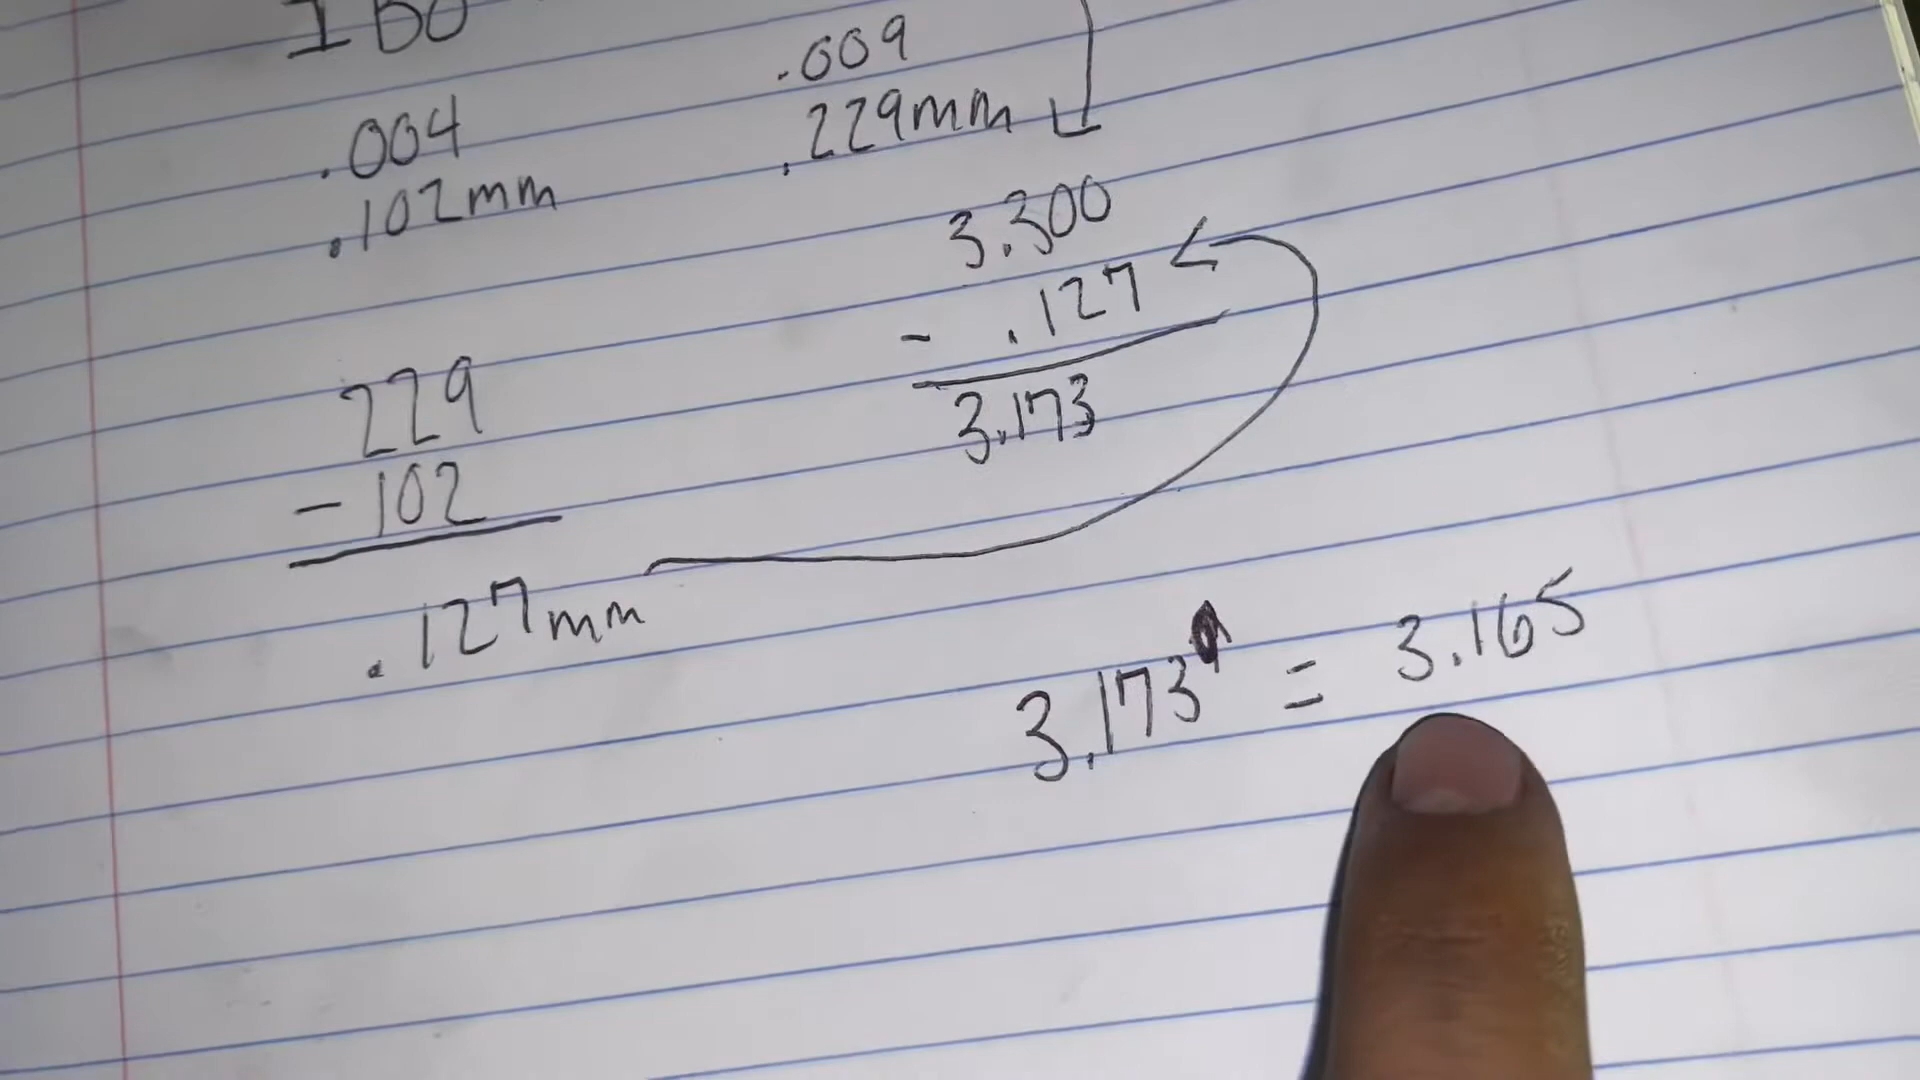 .004
.102mm
.009
.229mm
229
-102
.127mm
3.300
- .127
3.173
3.173 = 3.165